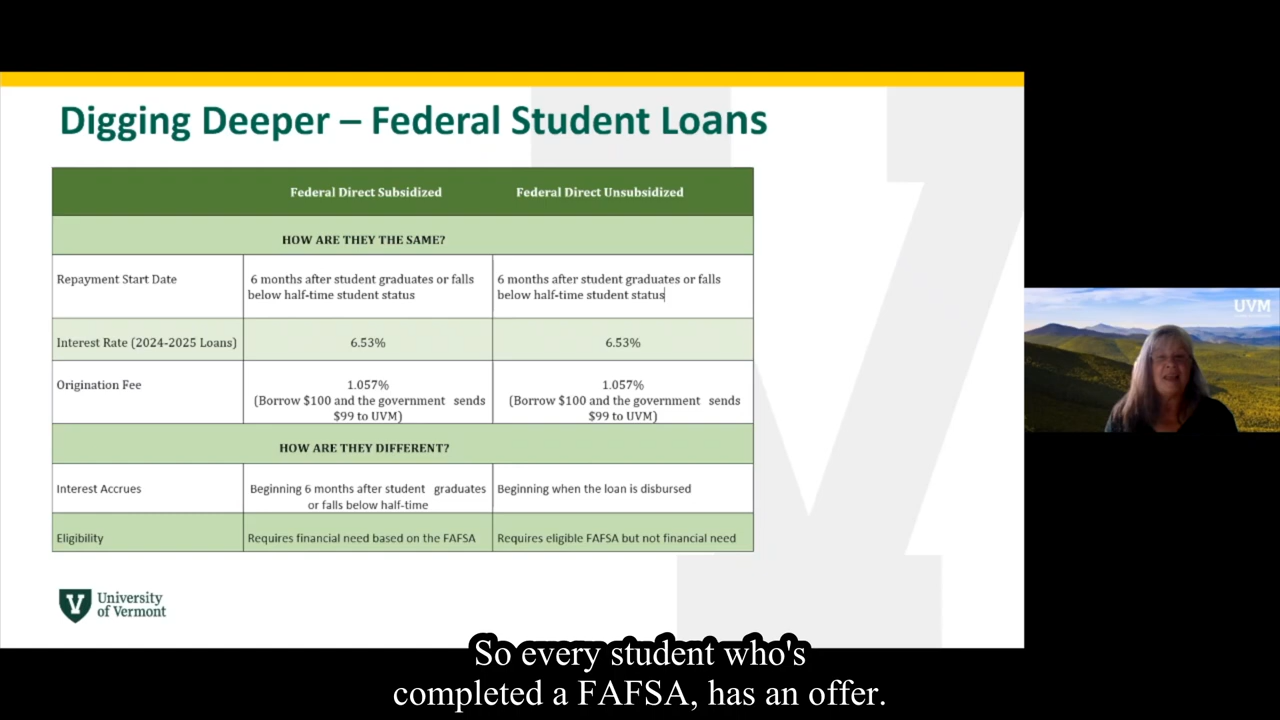 Digging Deeper – Federal Student Loans
Federal Direct Subsidized
Federal Direct Unsubsidized
HOW ARE THEY THE SAME?
Repayment Start Date
6 months after student graduates or falls
below half-time student status
6 months after student graduates or falls
below half-time student status
Interest Rate (2024-2025 Loans)
6.53%
6.53%
Origination Fee
1.057%
(Borrow $100 and the government sends
$99 to UVM)
1.057%
(Borrow $100 and the government sends
$99 to UVM)
HOW ARE THEY DIFFERENT?
Interest Accrues
Beginning 6 months after student graduates
or falls below half-time
Beginning when the loan is disbursed
Eligibility
Requires financial need based on the FAFSA
Requires eligible FAFSA but not financial need
UVM
University
of Vermont
So every student who's
completed a FAFSA, has an offer.